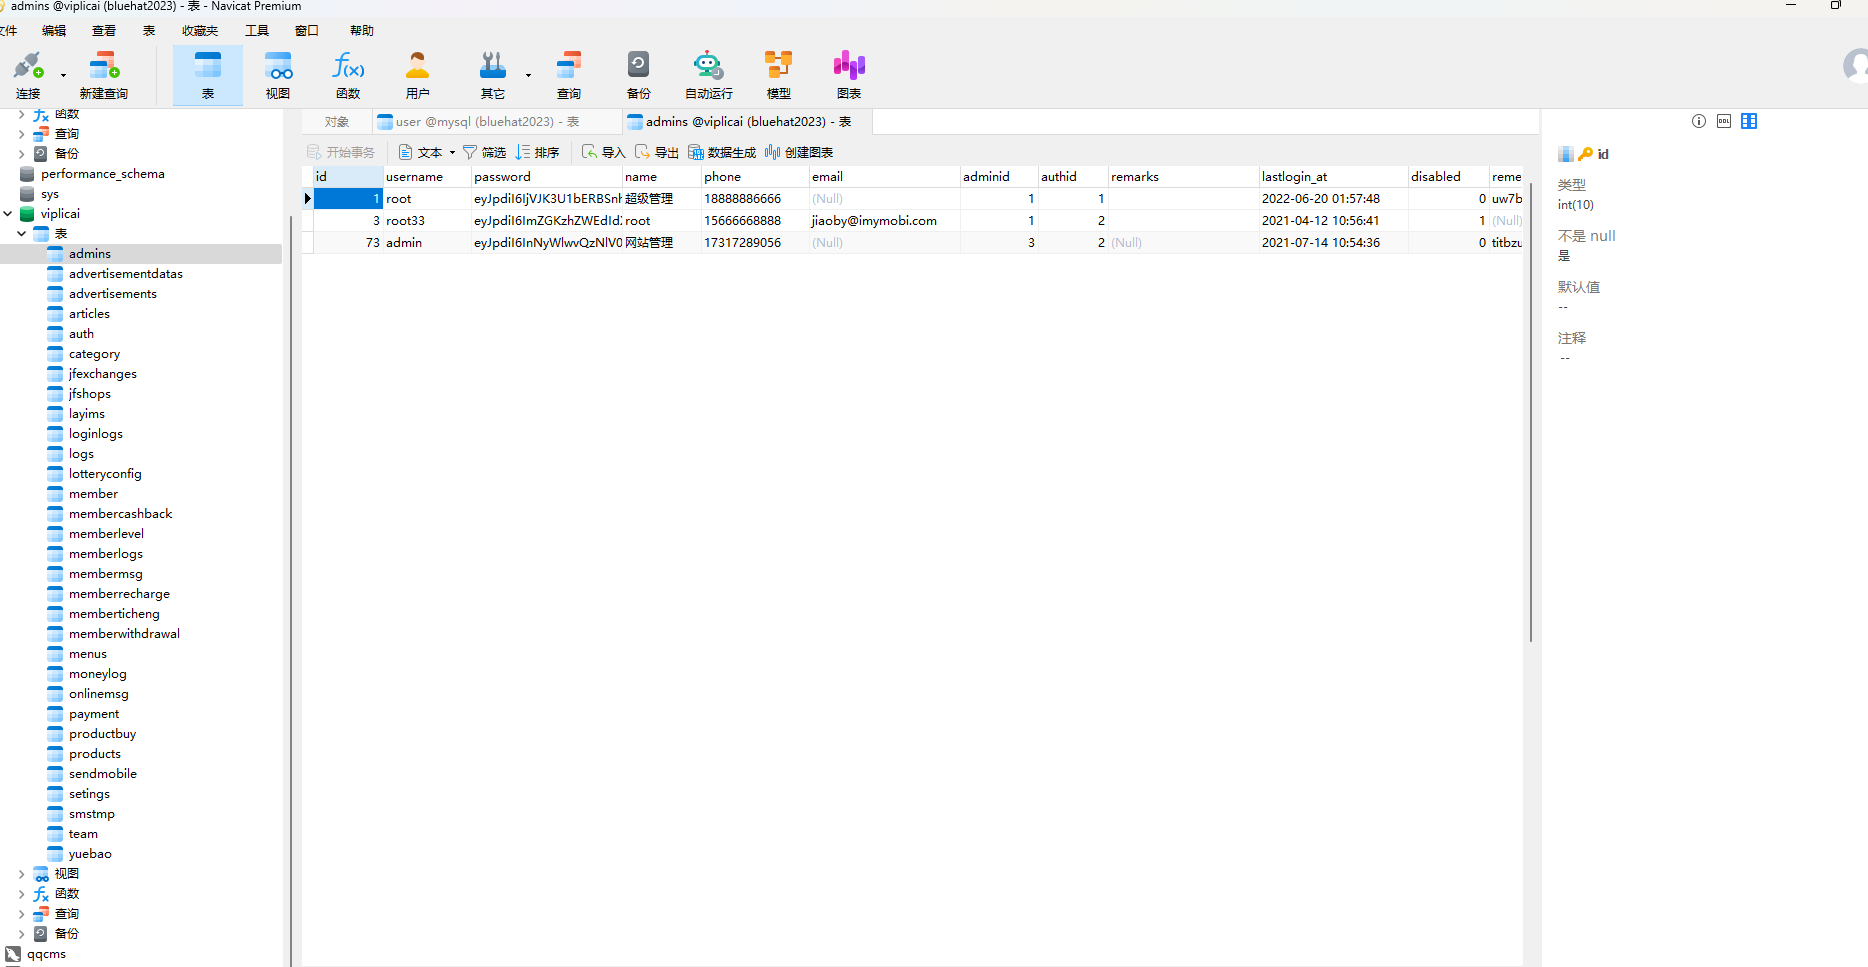 admins @viplicai (bluehat2023) - 表 - Navicat Premium
文件 编辑 查看 表 收藏夹 工具 窗口 帮助
连接 新建查询 表 视图 函数 用户 其它 查询 备份 自动运行 模型 图表
函数
查询
备份
performance_schema
sys
viplicai
表
admins
advertisementdatas
advertisements
articles
auth
category
jfexchanges
jfshops
layims
loginlogs
logs
lotteryconfig
member
membercashback
memberlevel
memberlogs
membermsg
memberrecharge
memberticheng
memberwithdrawal
menus
moneylog
onlinemsg
payment
productbuy
products
sendmobile
setings
smstmp
team
yuebao
视图
函数
查询
备份
qqcms
对象 user @mysql (bluehat2023) - 表 admins @viplicai (bluehat2023) - 表
开始事务 文本 筛选 排序 导入 导出 数据生成 创建图表
id username password name phone email adminid authid remarks lastlogin_at disabled reme
1 root 超级管理 18888886666 (Null) 1 1 2022-06-20 01:57:48 0 uw7b
3 root33 root 15666668888 jiaoby@imymobi.com 1 2 2021-04-12 10:56:41 1 (Null)
73 admin 网站管理 17317289056 (Null) 3 2 (Null) 2021-07-14 10:54:36 0 titbzu
DDL
id
类型
int(10)
不是 null
是
默认值
--
注释
--